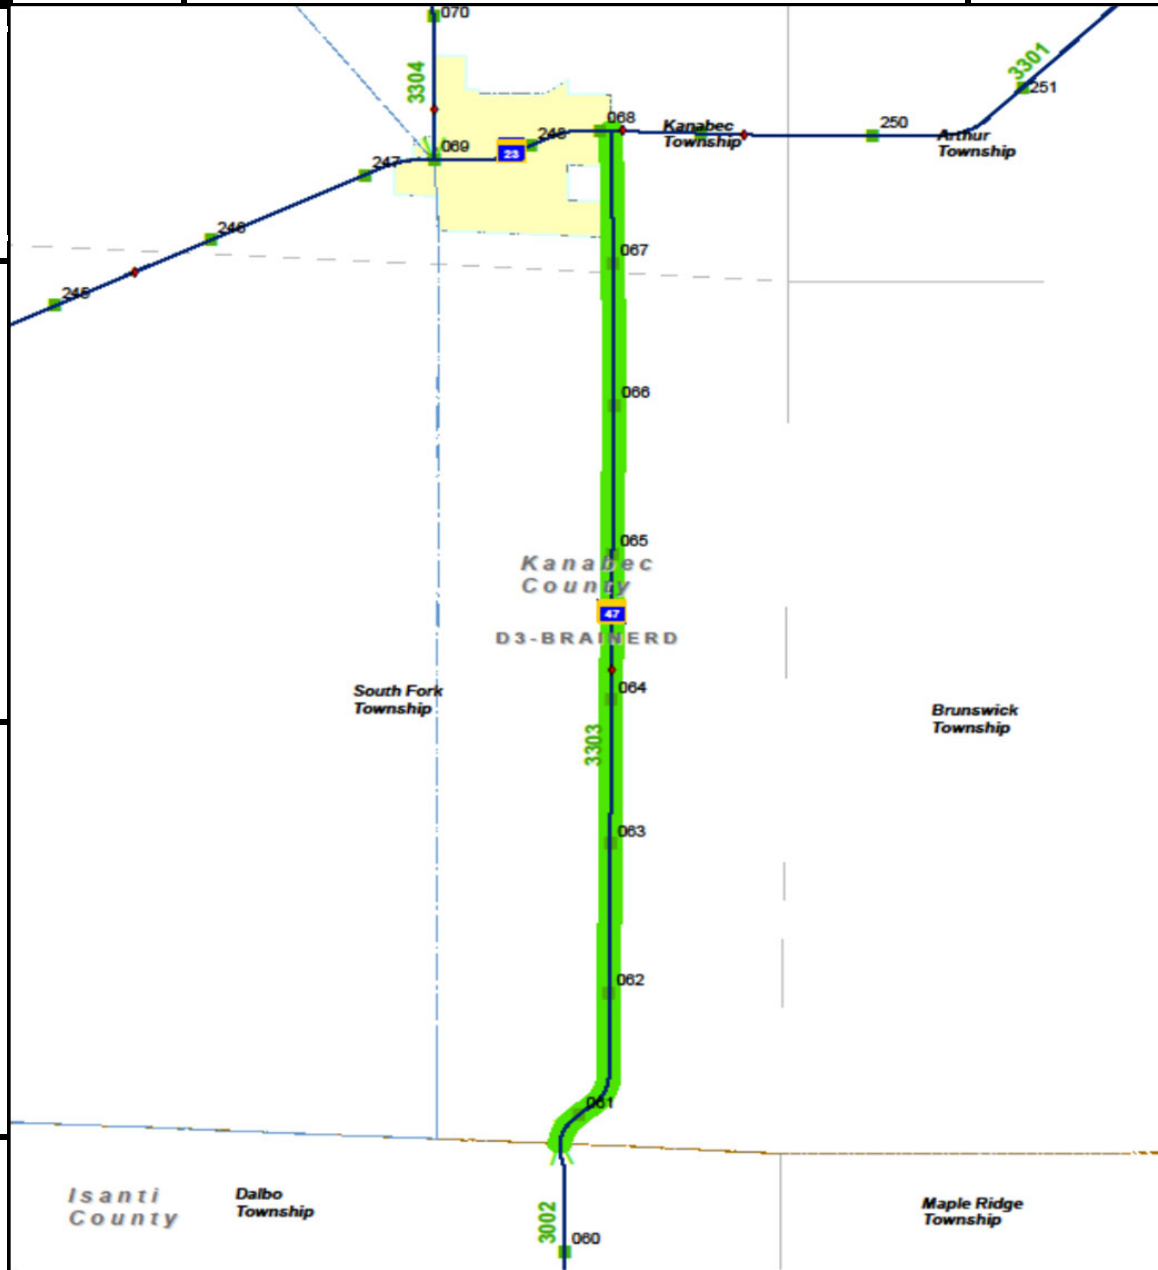 070
3304
3301
251
068
248
Kanabec
Township
250
Arthur
Township
069
23
247
246
067
245
066
065
Kanabec
County
47
D3-BRAINERD
064
South Fork
Township
Brunswick
Township
3303
063
062
061
Isanti
County
Dalbo
Township
Maple Ridge
Township
3002
060